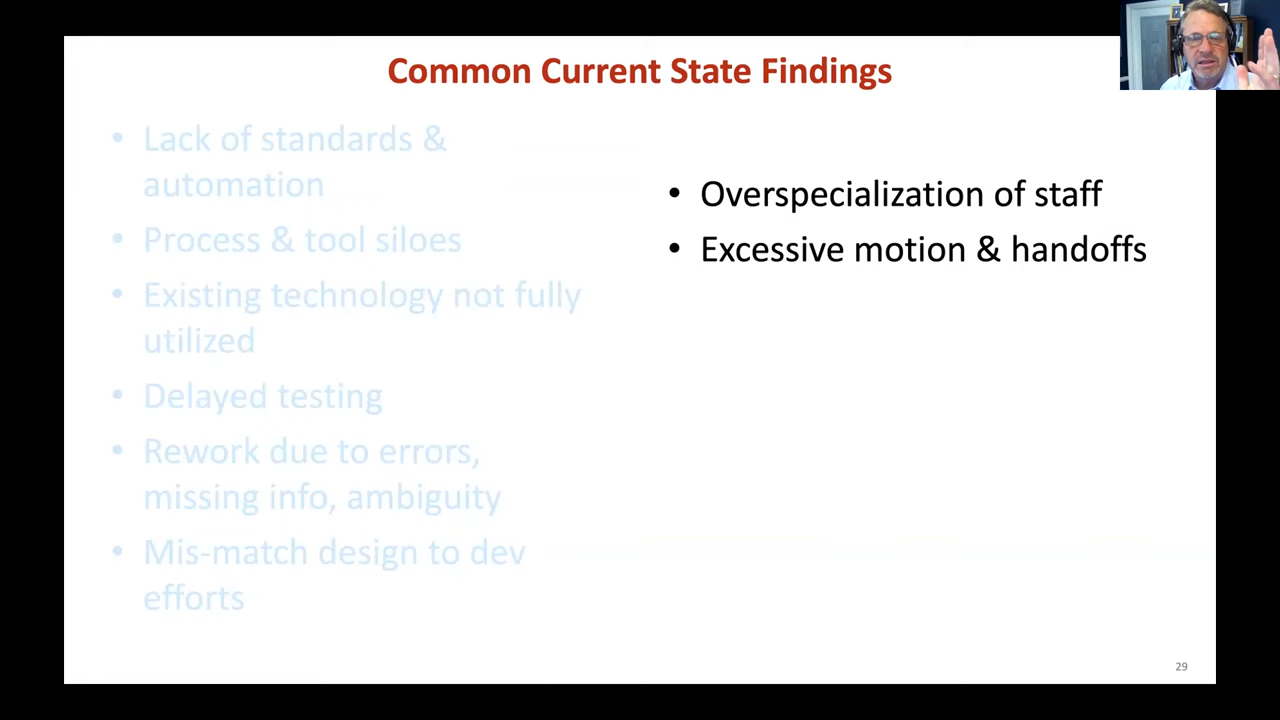 Common Current State Findings
• Lack of standards &
automation
• Process & tool siloes
• Existing technology not fully
utilized
• Delayed testing
• Rework due to errors,
missing info, ambiguity
• Mis-match design to dev
efforts
• Overspecialization of staff
• Excessive motion & handoffs
29